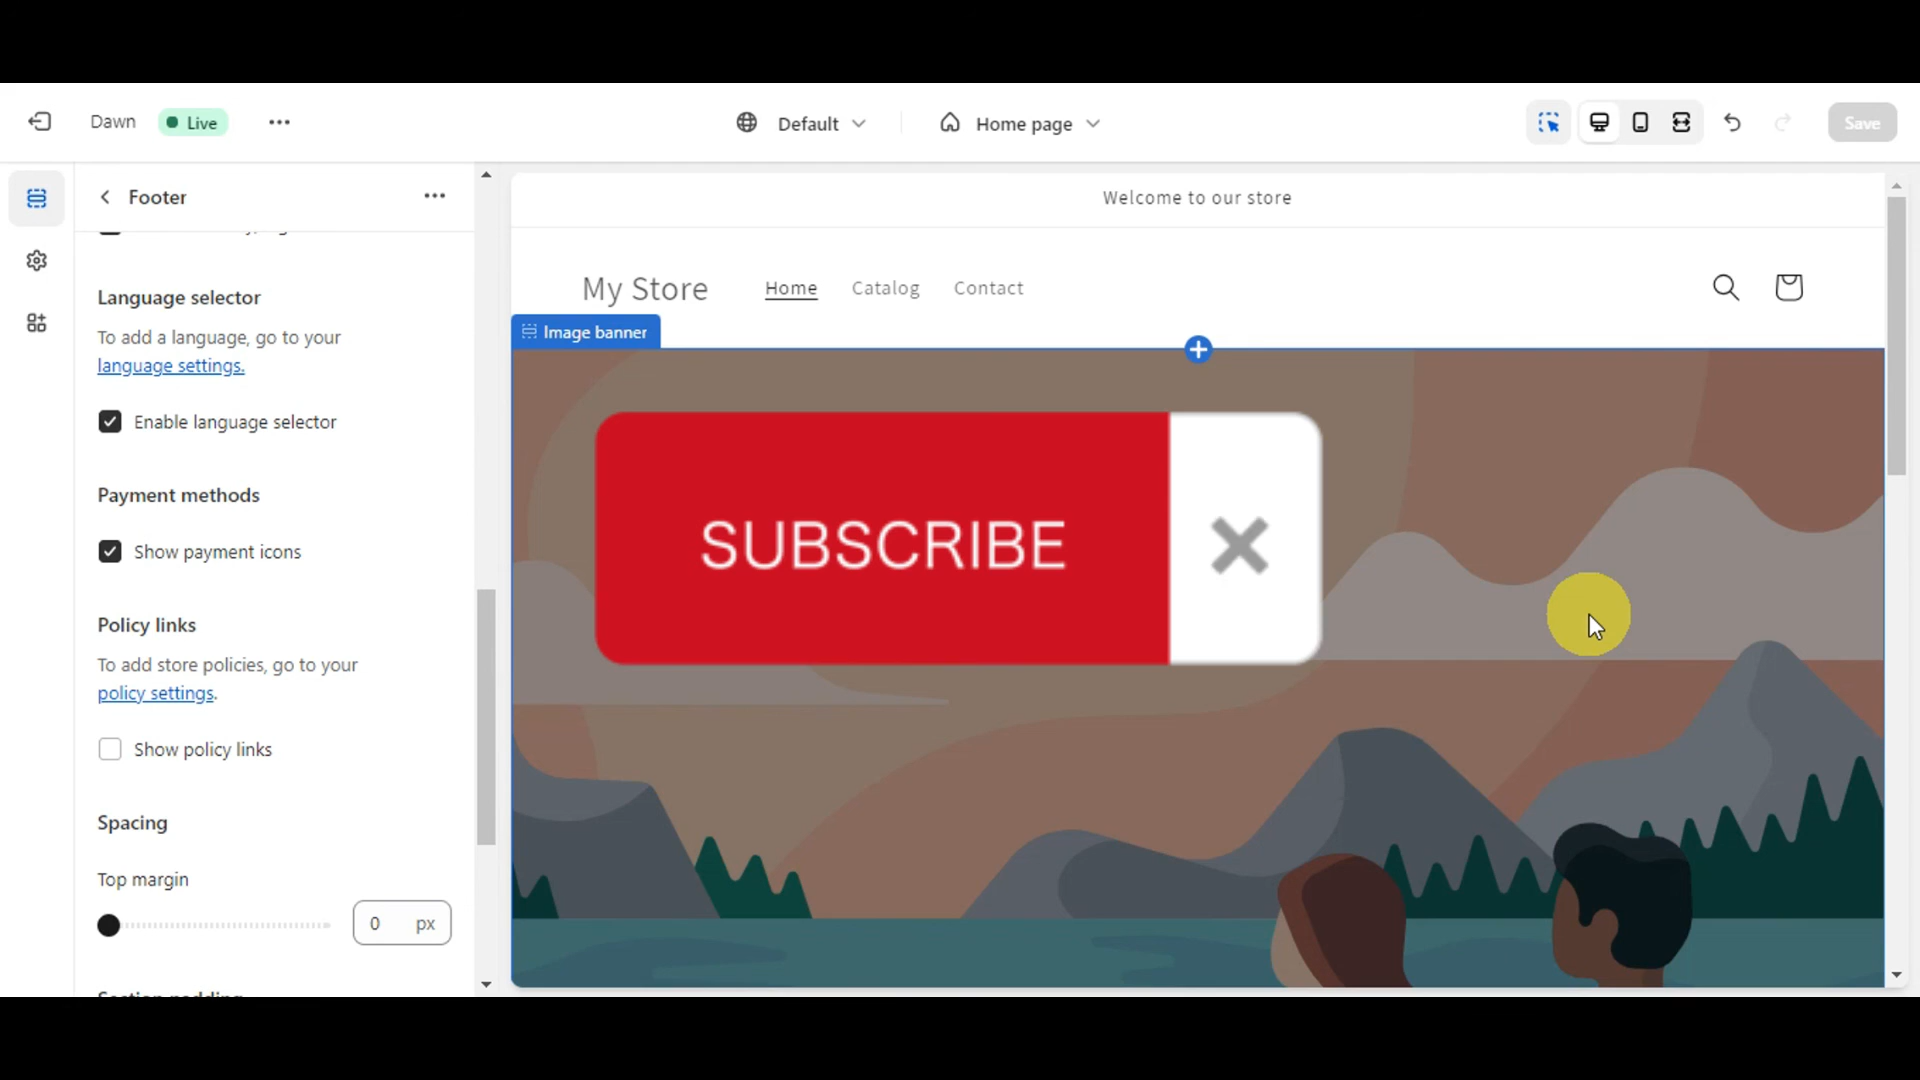 Dawn
Live
Default
Home page
Save
Footer
Language selector
To add a language, go to your
language settings.
Enable language selector
Payment methods
Show payment icons
Policy links
To add store policies, go to your
policy settings.
Show policy links
Spacing
Top margin
0 px
Welcome to our store
My Store
Home
Catalog
Contact
Image banner
SUBSCRIBE